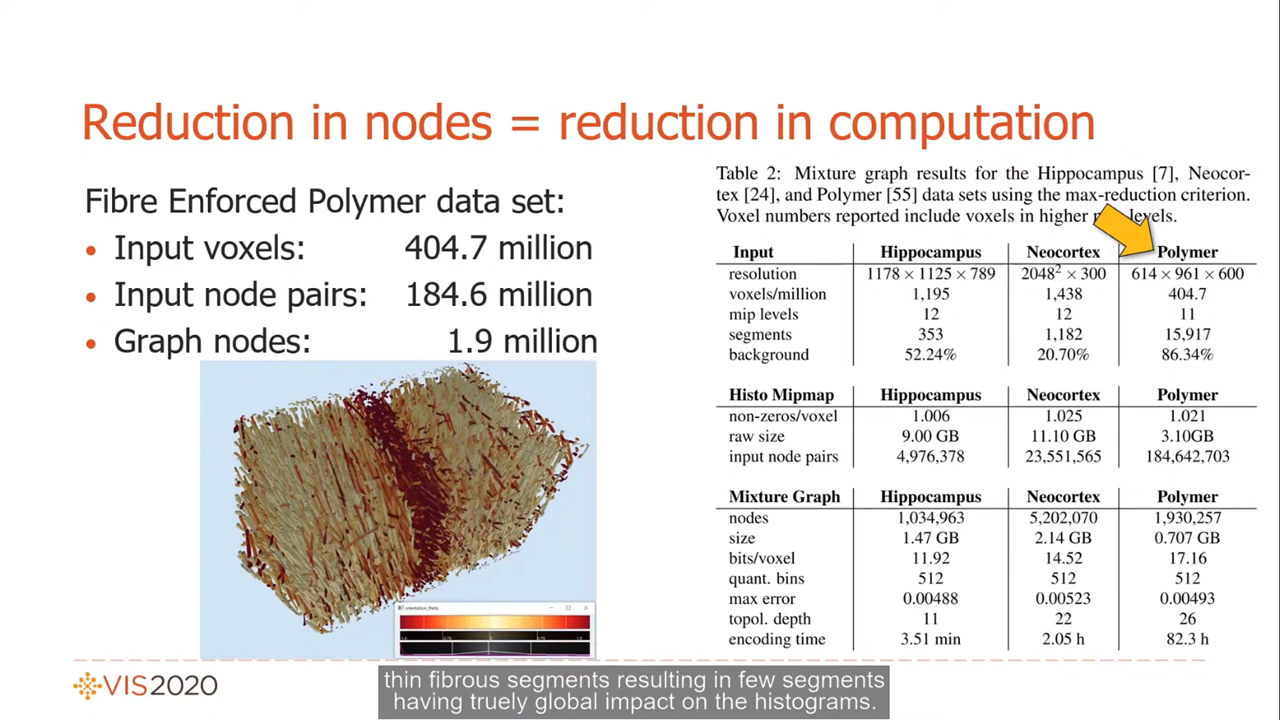 Reduction in nodes = reduction in computation
Fibre Enforced Polymer data set:
• Input voxels: 404.7 million
• Input node pairs: 184.6 million
• Graph nodes: 1.9 million
Table 2: Mixture graph results for the Hippocampus [7], Neocor-
tex [24], and Polymer [55] data sets using the max-reduction criterion.
Voxel numbers reported include voxels in higher levels.
Input Hippocampus Neocortex Polymer
resolution 1178 × 1125 × 789 2048² × 300 614 × 961 × 600
voxels/million 1,195 1,438 404.7
mip levels 12 12 11
segments 353 1,182 15,917
background 52.24% 20.70% 86.34%
Histo Mipmap Hippocampus Neocortex Polymer
non-zeros/voxel 1.006 1.025 1.021
raw size 9.00 GB 11.10 GB 3.10GB
input node pairs 4,976,378 23,551,565 184,642,703
Mixture Graph Hippocampus Neocortex Polymer
nodes 1,034,963 5,202,070 1,930,257
size 1.47 GB 2.14 GB 0.707 GB
bits/voxel 11.92 14.52 17.16
quant. bins 512 512 512
max error 0.00488 0.00523 0.00493
topol. depth 11 22 26
encoding time 3.51 min 2.05 h 82.3 h
orientation_theta
VIS2020
thin fibrous segments resulting in few segments
having truely global impact on the histograms.